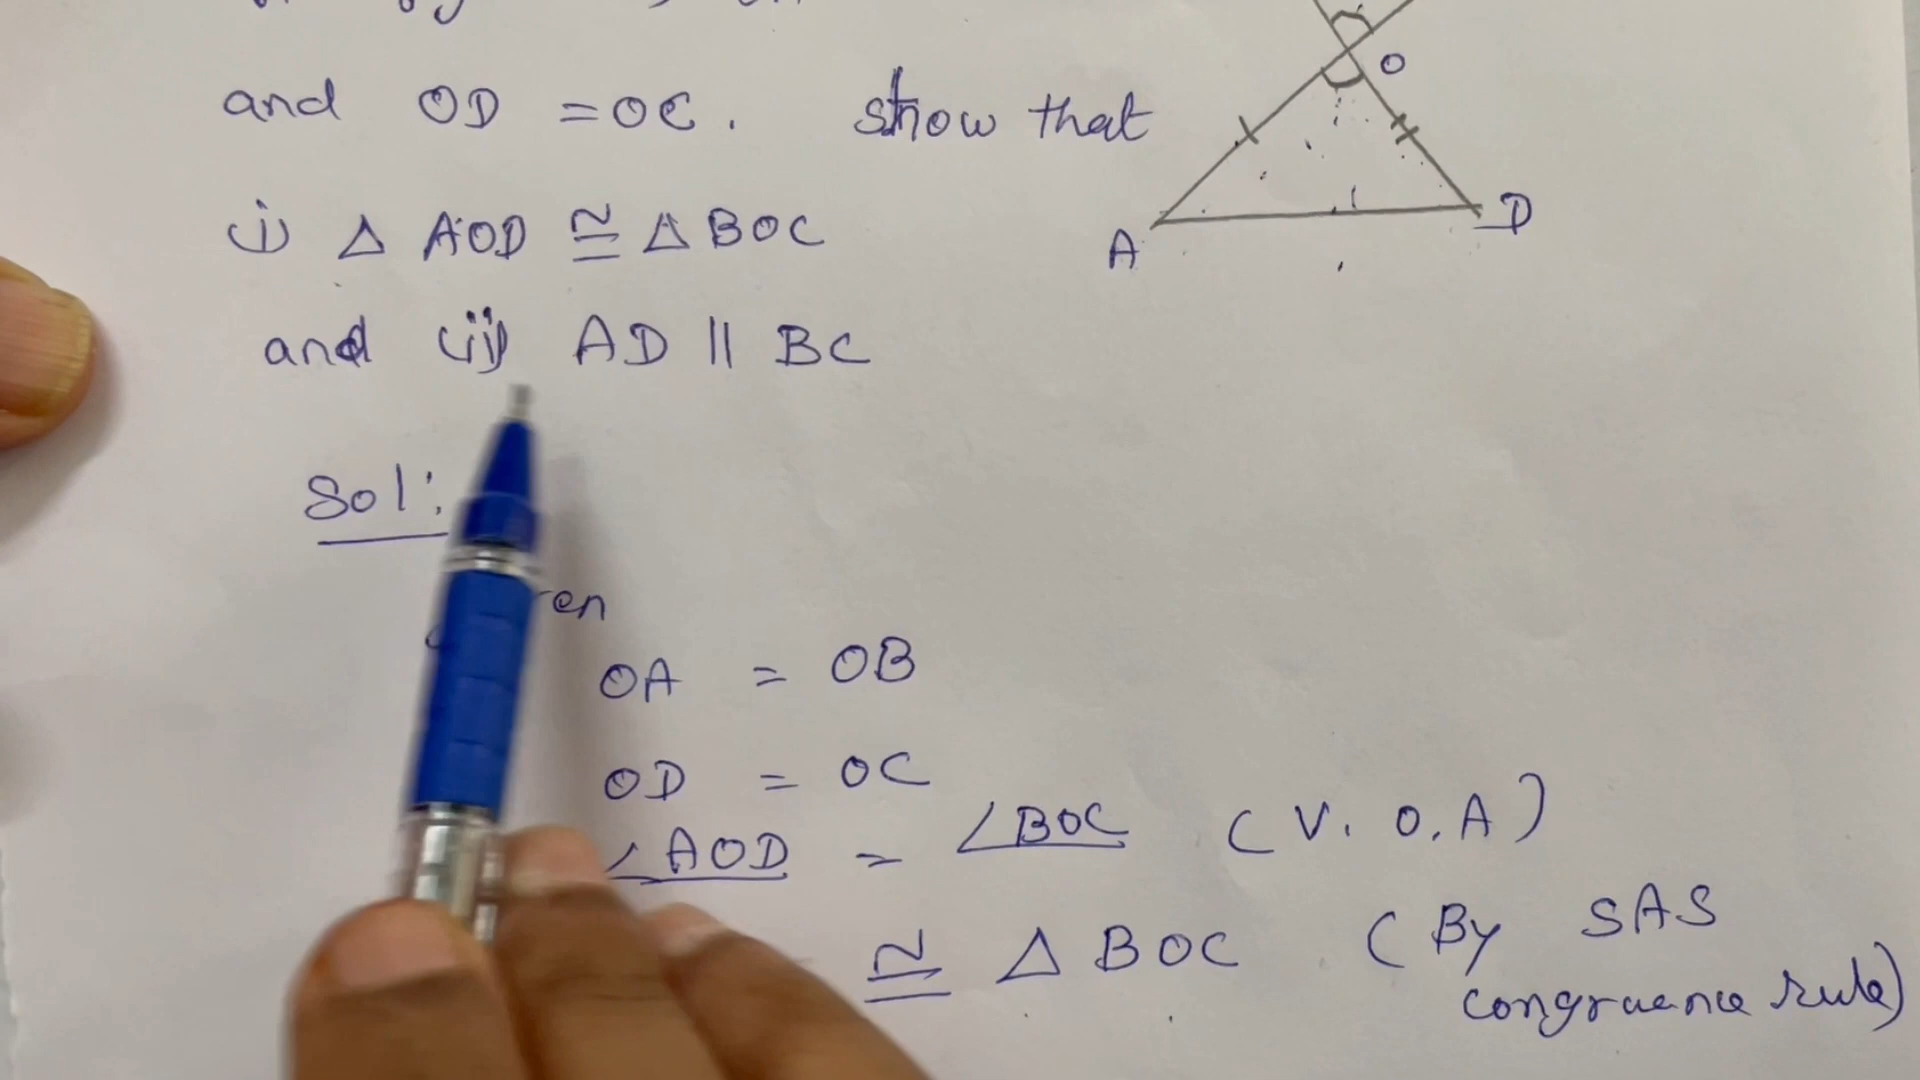 and OD = OC. show that
O
i) △ AOD ≅ △ BOC
A
D
and (ii) AD || BC
Sol:
OA = OB
OD = OC
∠AOD = ∠BOC (V. O. A)
≅ △ BOC (By SAS
congruence rule)